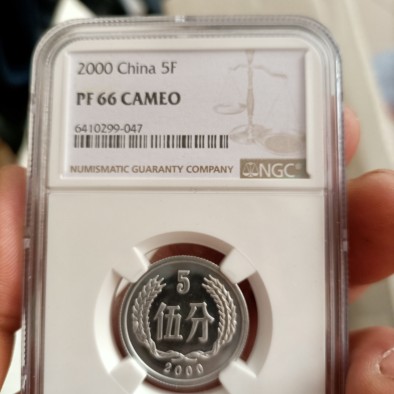 2000 China 5F
PF 66 CAMEO
6410299-047
NUMISMATIC GUARANTY COMPANY NGC
5
伍分
2000